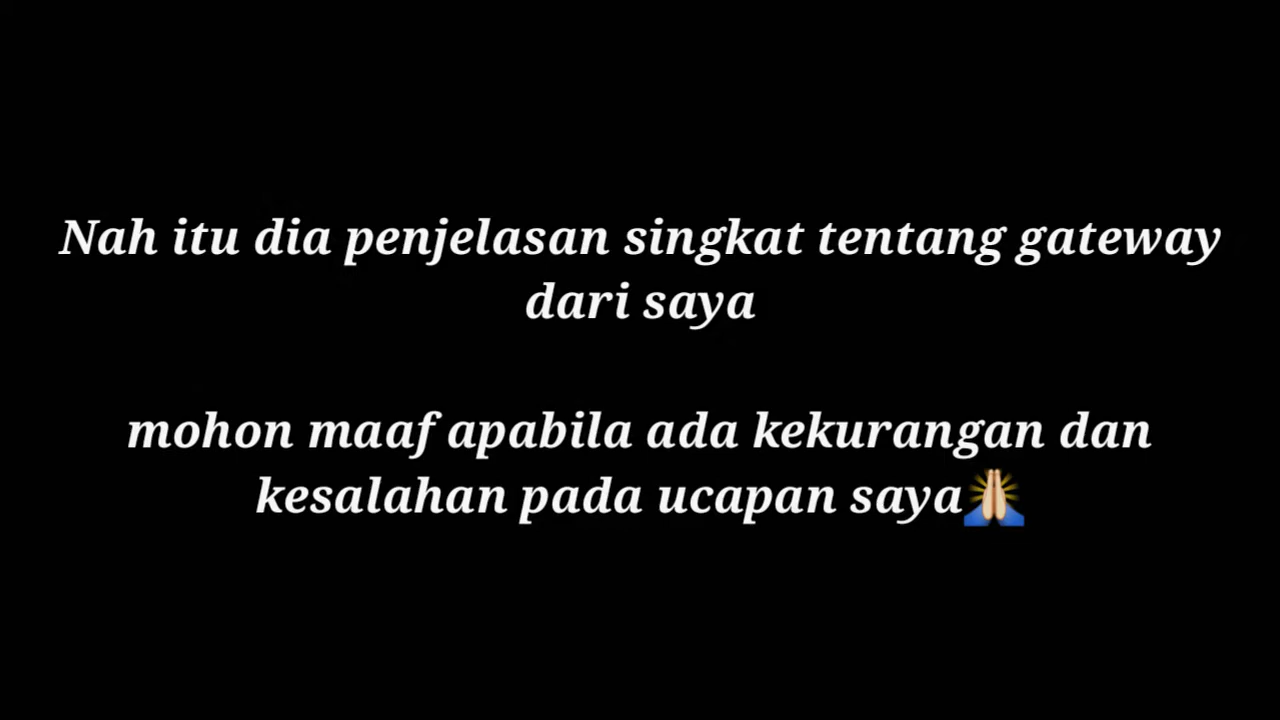 Nah itu dia penjelasan singkat tentang gateway
dari saya
mohon maaf apabila ada kekurangan dan
kesalahan pada ucapan saya🙏